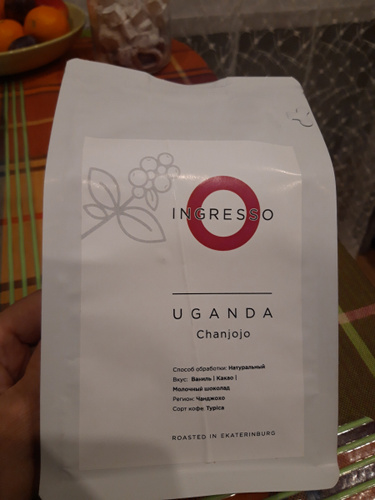 INGRESSO
UGANDA
Chanjojo
Способ обработки: Натуральный
Вкус: Ваниль | Какао |
Молочный шоколад
Регион: Чанджохо
Сорт кофе: Typica
ROASTED IN EKATERINBURG